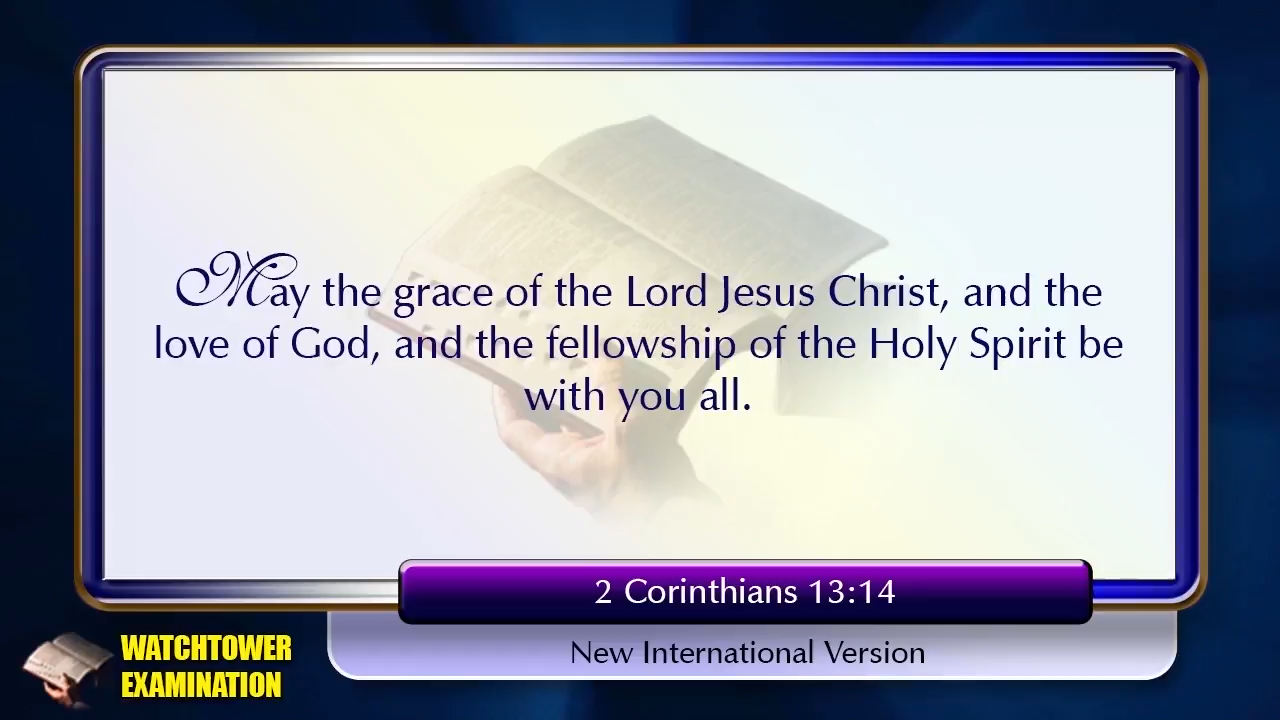 May the grace of the Lord Jesus Christ, and the
love of God, and the fellowship of the Holy Spirit be
with you all.
2 Corinthians 13:14
New International Version
WATCHTOWER
EXAMINATION